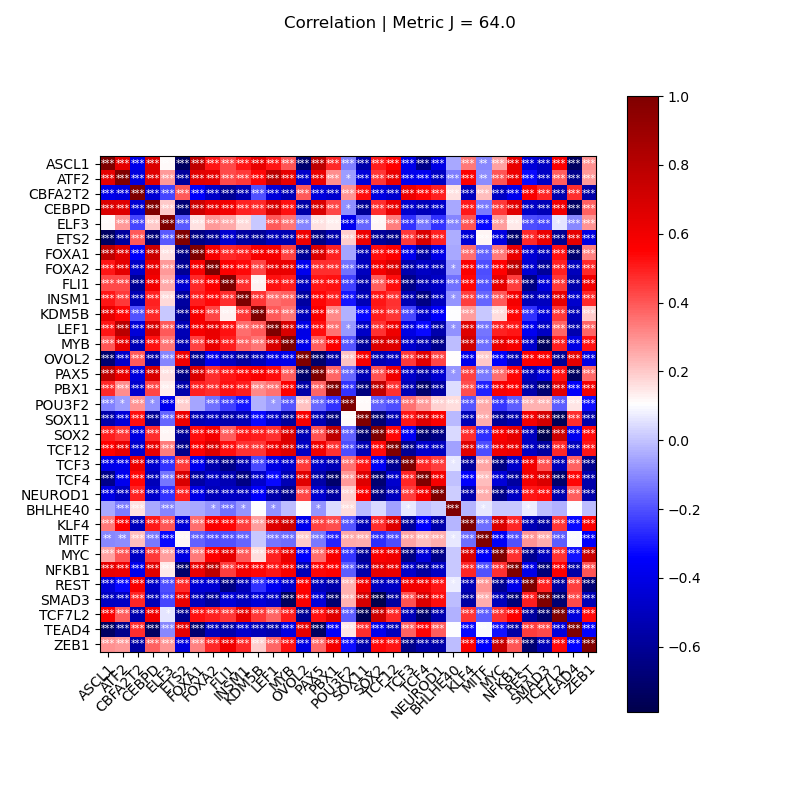 Correlation | Metric J = 64.0
ASCL1
ATF2
CBFA2T2
CEBPD
ELF3
ETS2
FOXA1
FOXA2
FLI1
INSM1
KDM5B
LEF1
MYB
OVOL2
PAX5
PBX1
POU3F2
SOX11
SOX2
TCF12
TCF3
TCF4
NEUROD1
BHLHE40
KLF4
MITF
MYC
NFKB1
REST
SMAD3
TCF7L2
TEAD4
ZEB1
ASCL1
ATF2
CBFA2T2
CEBPD
ELF3
ETS2
FOXA1
FOXA2
FLI1
INSM1
KDM5B
LEF1
MYB
OVOL2
PAX5
PBX1
POU3F2
SOX11
SOX2
TCF12
TCF3
TCF4
NEUROD1
BHLHE40
KLF4
MITF
MYC
NFKB1
REST
SMAD3
TCF7L2
TEAD4
ZEB1
1.0
0.8
0.6
0.4
0.2
0.0
−0.2
−0.4
−0.6